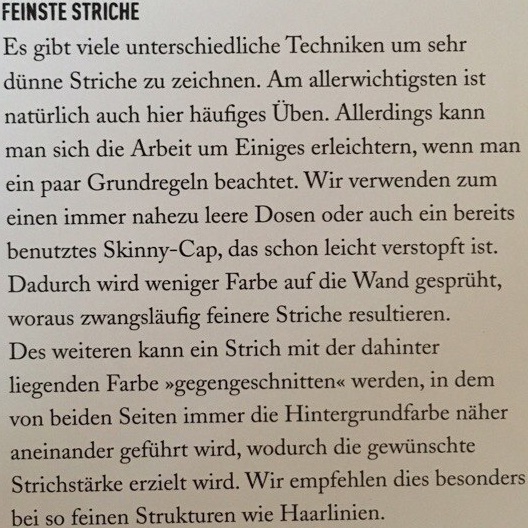 FEINSTE STRICHE
Es gibt viele unterschiedliche Techniken um sehr
dünne Striche zu zeichnen. Am allerwichtigsten ist
natürlich auch hier häufiges Üben. Allerdings kann
man sich die Arbeit um Einiges erleichtern, wenn man
ein paar Grundregeln beachtet. Wir verwenden zum
einen immer nahezu leere Dosen oder auch ein bereits
benutztes Skinny-Cap, das schon leicht verstopft ist.
Dadurch wird weniger Farbe auf die Wand gesprüht,
woraus zwangsläufig feinere Striche resultieren.
Des weiteren kann ein Strich mit der dahinter
liegenden Farbe »gegengeschnitten« werden, in dem
von beiden Seiten immer die Hintergrundfarbe näher
aneinander geführt wird, wodurch die gewünschte
Strichstärke erzielt wird. Wir empfehlen dies besonders
bei so feinen Strukturen wie Haarlinien.